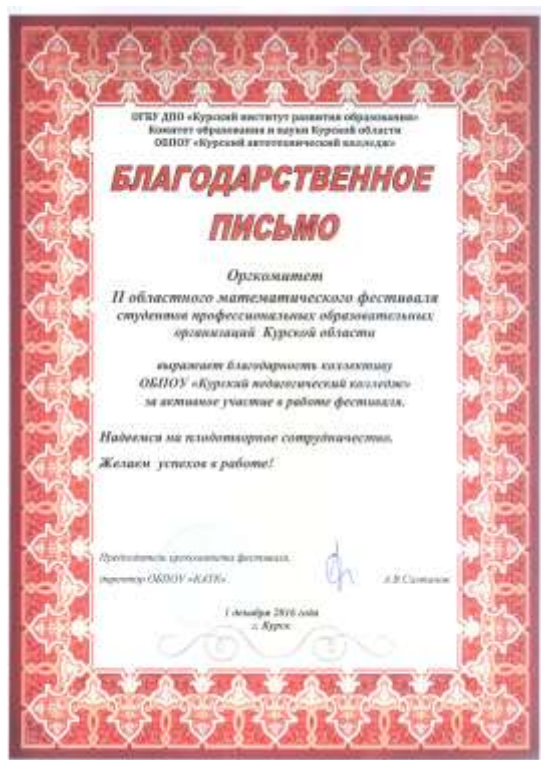 ОГБУ ДПО «Курский институт развития образования»
Комитет образования и науки Курской области
ОБПОУ «Курский автотехнический колледж»
БЛАГОДАРСТВЕННОЕ
ПИСЬМО
Оргкомитет
II областного математического фестиваля
студентов профессиональных образовательных
организаций Курской области
выражает благодарность коллективу
ОБПОУ «Курский педагогический колледж»
за активное участие в работе фестиваля.
Надеемся на плодотворное сотрудничество.
Желаем успехов в работе!
Председатель оргкомитета фестиваля,
директор ОБПОУ «КАТК» А.В.Салтанов
1 декабря 2016 года
г. Курск